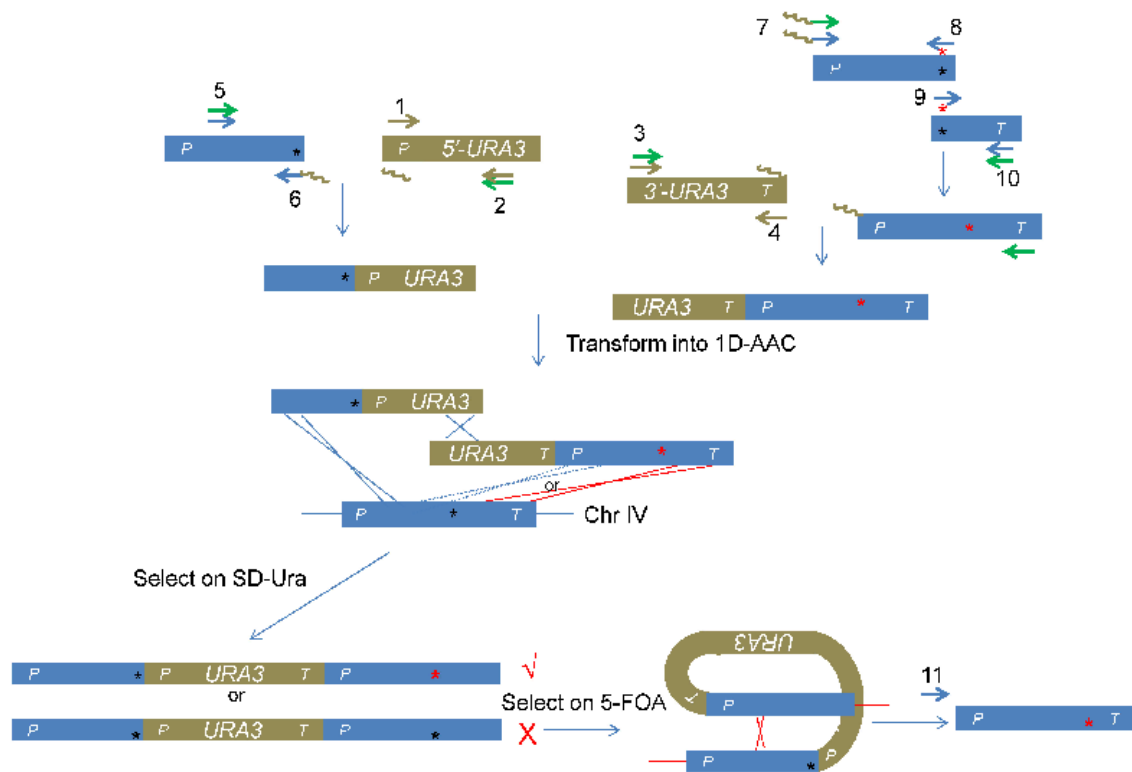 7
8
P
*
5
P
*
6
1
P 5'-URA3
2
9
*
T
10
3
3'-URA3 T
4
P * T
* P URA3
URA3 T P * T
Transform into 1D-AAC
* P URA3
URA3 T P * T
or
P * T
Chr IV
Select on SD-Ura
P * P URA3 T P *
√
or
P * P URA3 T P *
X
Select on 5-FOA
URA3
T P
P * P
11
P * T